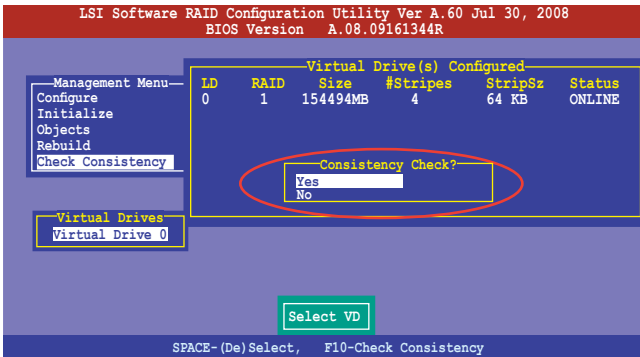 LSI Software RAID Configuration Utility Ver A.60 Jul 30, 2008
BIOS Version A.08.09161344R
Virtual Drive(s) Configured
LD RAID Size #Stripes StripSz Status
0 1 154494MB 4 64 KB ONLINE
Management Menu
Configure
Initialize
Objects
Rebuild
Check Consistency
Consistency Check?
Yes
No
Virtual Drives
Virtual Drive 0
Select VD
SPACE-(De)Select, F10-Check Consistency